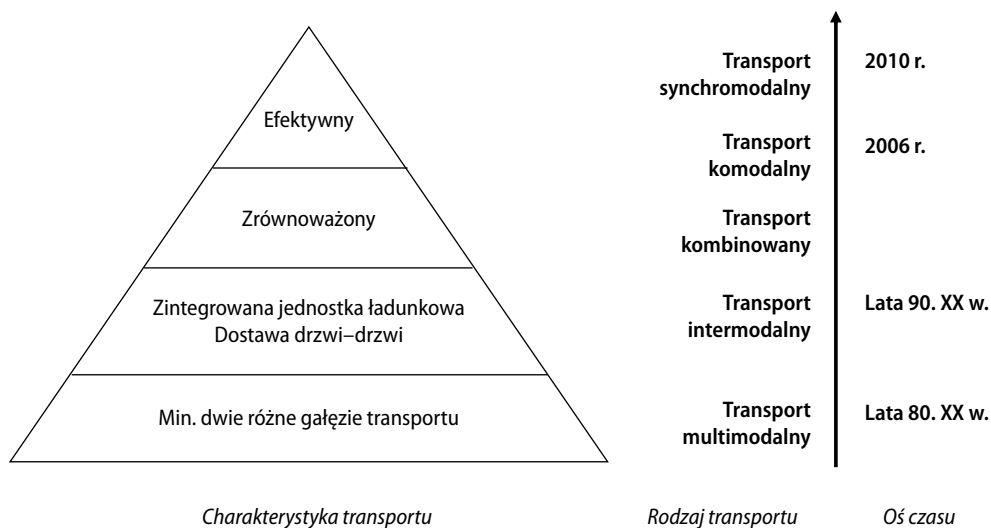 Efektywny
Zrównoważony
Zintegrowana jednostka ładunkowa
Dostawa drzwi–drzwi
Min. dwie różne gałęzie transportu
Charakterystyka transportu
Transport
synchromodalny
Transport
komodalny
Transport
kombinowany
Transport
intermodalny
Transport
multimodalny
Rodzaj transportu
2010 r.
2006 r.
Lata 90. XX w.
Lata 80. XX w.
Oś czasu